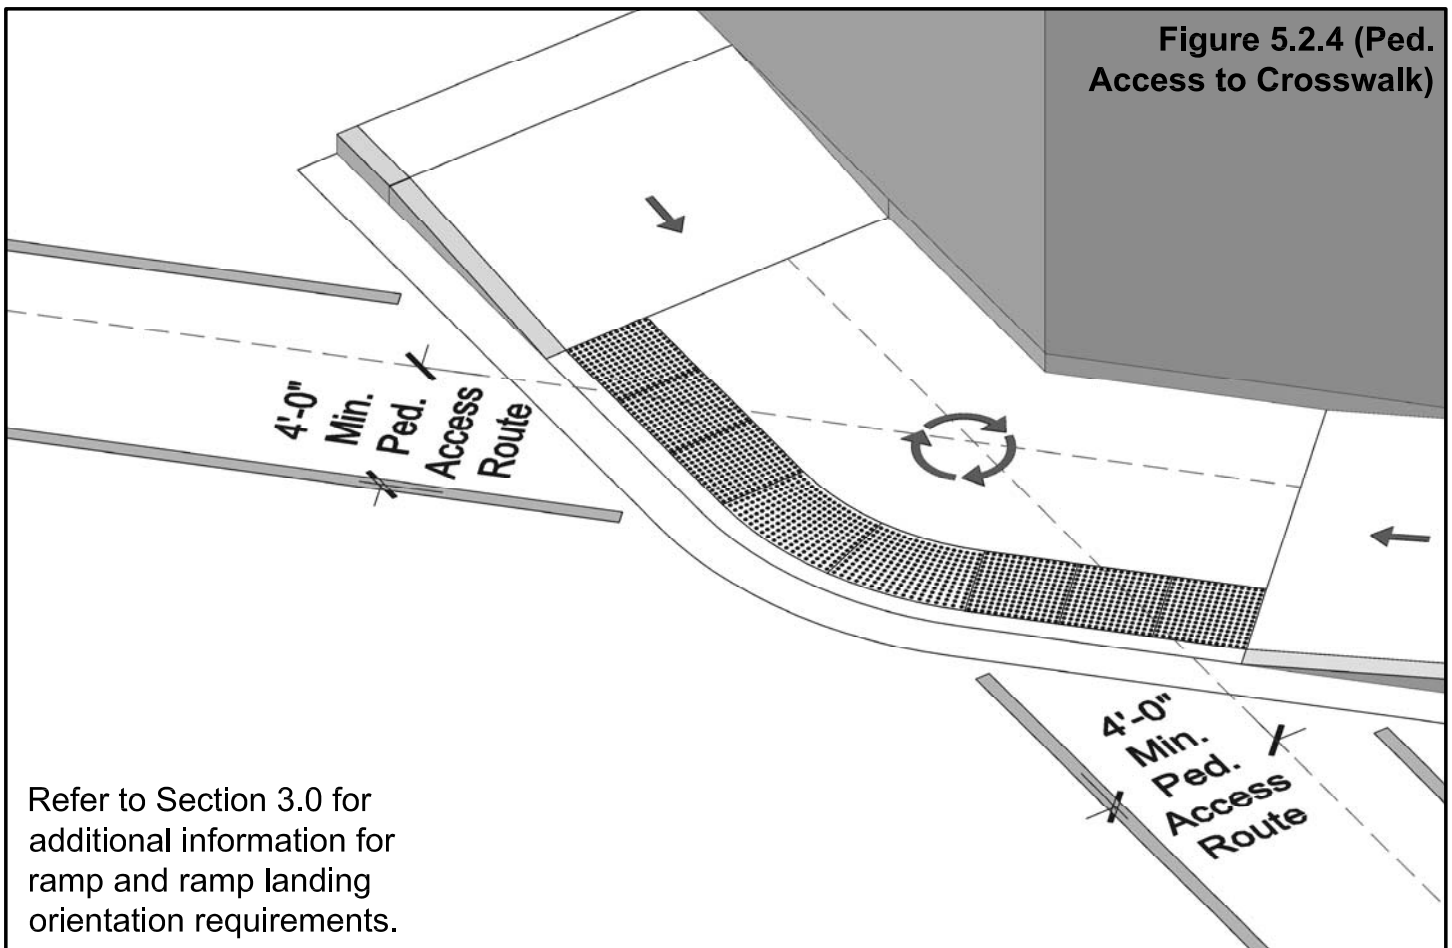 Figure 5.2.4 (Ped.
Access to Crosswalk)
4'-0"
Min.
Ped.
Access
Route
4'-0"
Min.
Ped.
Access
Route
Refer to Section 3.0 for
additional information for
ramp and ramp landing
orientation requirements.